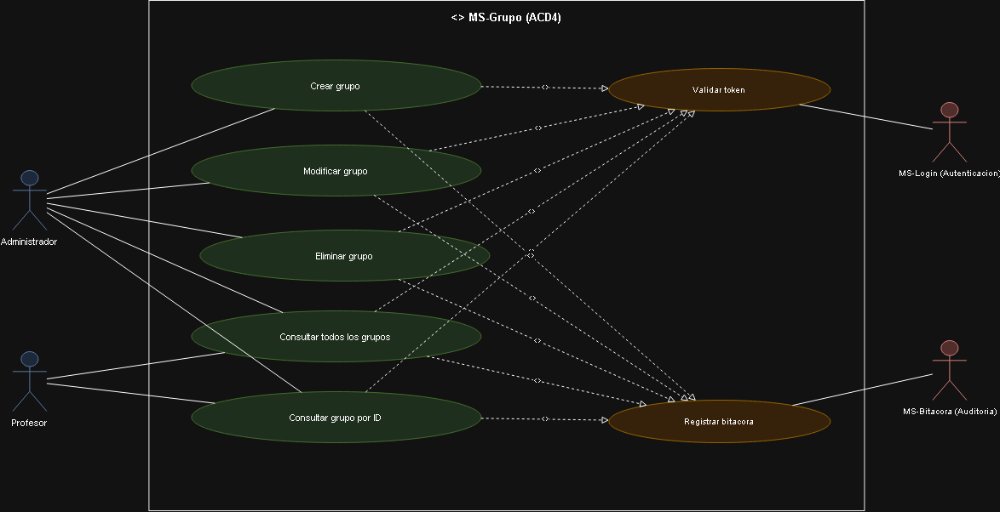 <> MS-Grupo (ACD4)
Crear grupo
<>
Validar token
<>
Modificar grupo
<>
MS-Login (Autenticacion)
<>
Administrador
Eliminar grupo
<>
<>
<>
Consultar todos los grupos
<>
<>
Profesor
Consultar grupo por ID
<>
Registrar bitacora
MS-Bitacora (Auditoria)